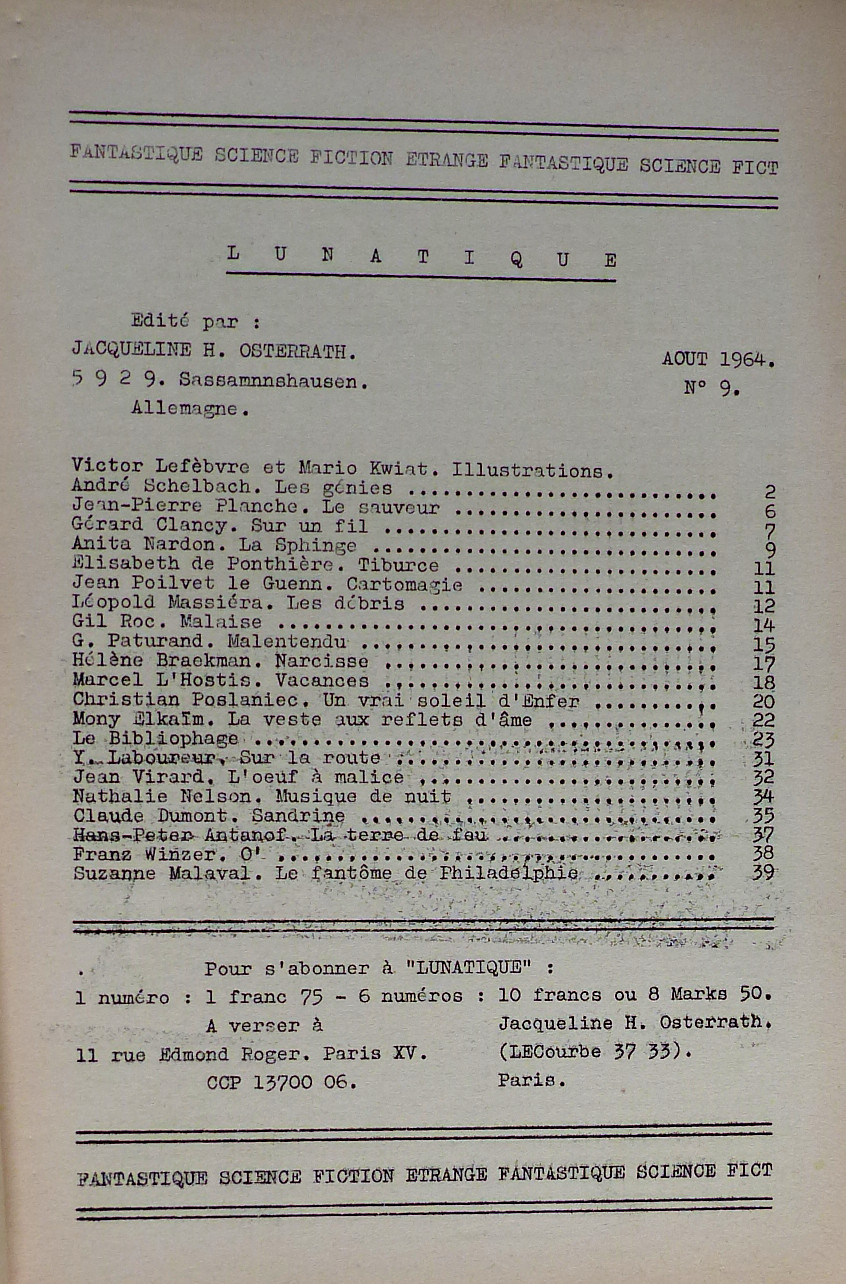 FANTASTIQUE SCIENCE FICTION ETRANGE FANTASTIQUE SCIENCE FICT
L U N A T I Q U E
Edité par :
JACQUELINE H. OSTERRATH.
AOUT 1964.
5 9 2 9. Sassamnnshausen.
N° 9.
Allemagne.
Victor Lefèbvre et Mario Kwiat. Illustrations.
André Schelbach. Les génies .......................... 2
Jean-Pierre Planche. Le sauveur ....................... 6
Gérard Clancy. Sur un fil ............................. 7
Anita Nardon. La Sphinge .............................. 9
Elisabeth de Ponthière. Tiburce ....................... 11
Jean Poilvet le Guenn. Cartomagie ..................... 11
Léopold Massiéra. Les débris .......................... 12
Gil Roc. Malaise ...................................... 14
G. Paturand. Malentendu ............................... 15
Hélène Braekman. Narcisse ............................. 17
Marcel L'Hostis. Vacances ............................. 18
Christian Poslaniec. Un vrai soleil d'Enfer ........... 20
Mony Elkaïm. La veste aux reflets d'âme ............... 22
Le Bibliophage ........................................ 23
Y. Laboureur. Sur la route ............................ 31
Jean Virard. L'oeuf à malice .......................... 32
Nathalie Nelson. Musique de nuit ...................... 34
Claude Dumont. Sandrine ............................... 35
Hans-Peter Antanof. La terre de feu ................... 37
Franz Winzer. O' ...................................... 38
Suzanne Malaval. Le fantôme de Philadelphie ........... 39
Pour s'abonner à "LUNATIQUE" :
1 numéro : 1 franc 75 - 6 numéros : 10 francs ou 8 Marks 50.
A verser à Jacqueline H. Osterrath.
11 rue Edmond Roger. Paris XV. (LECourbe 37 33).
CCP 13700 06. Paris.
FANTASTIQUE SCIENCE FICTION ETRANGE FANTASTIQUE SCIENCE FICT